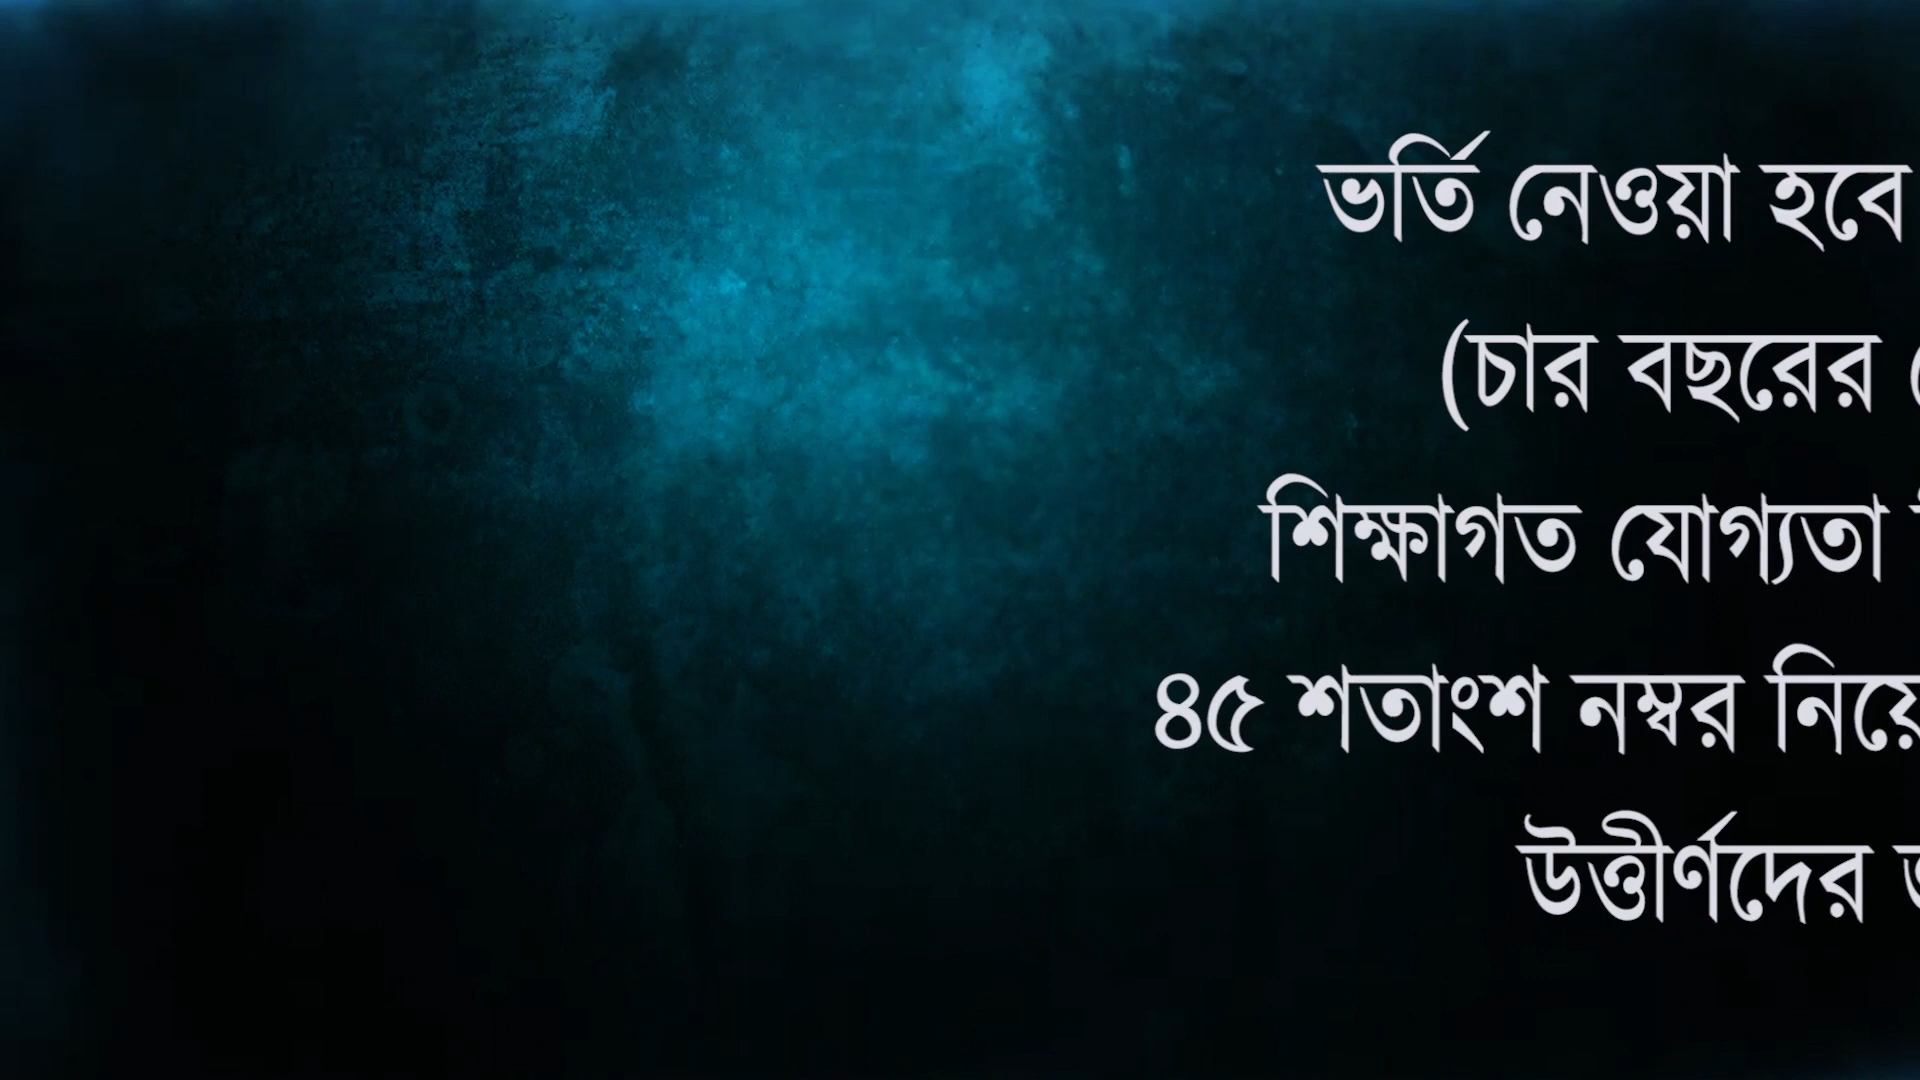 ভর্তি নেওয়া হবে
(চার বছরের
শিক্ষাগত যোগ্যতা
৪৫ শতাংশ নম্বর নিয়ে
উত্তীর্ণদের